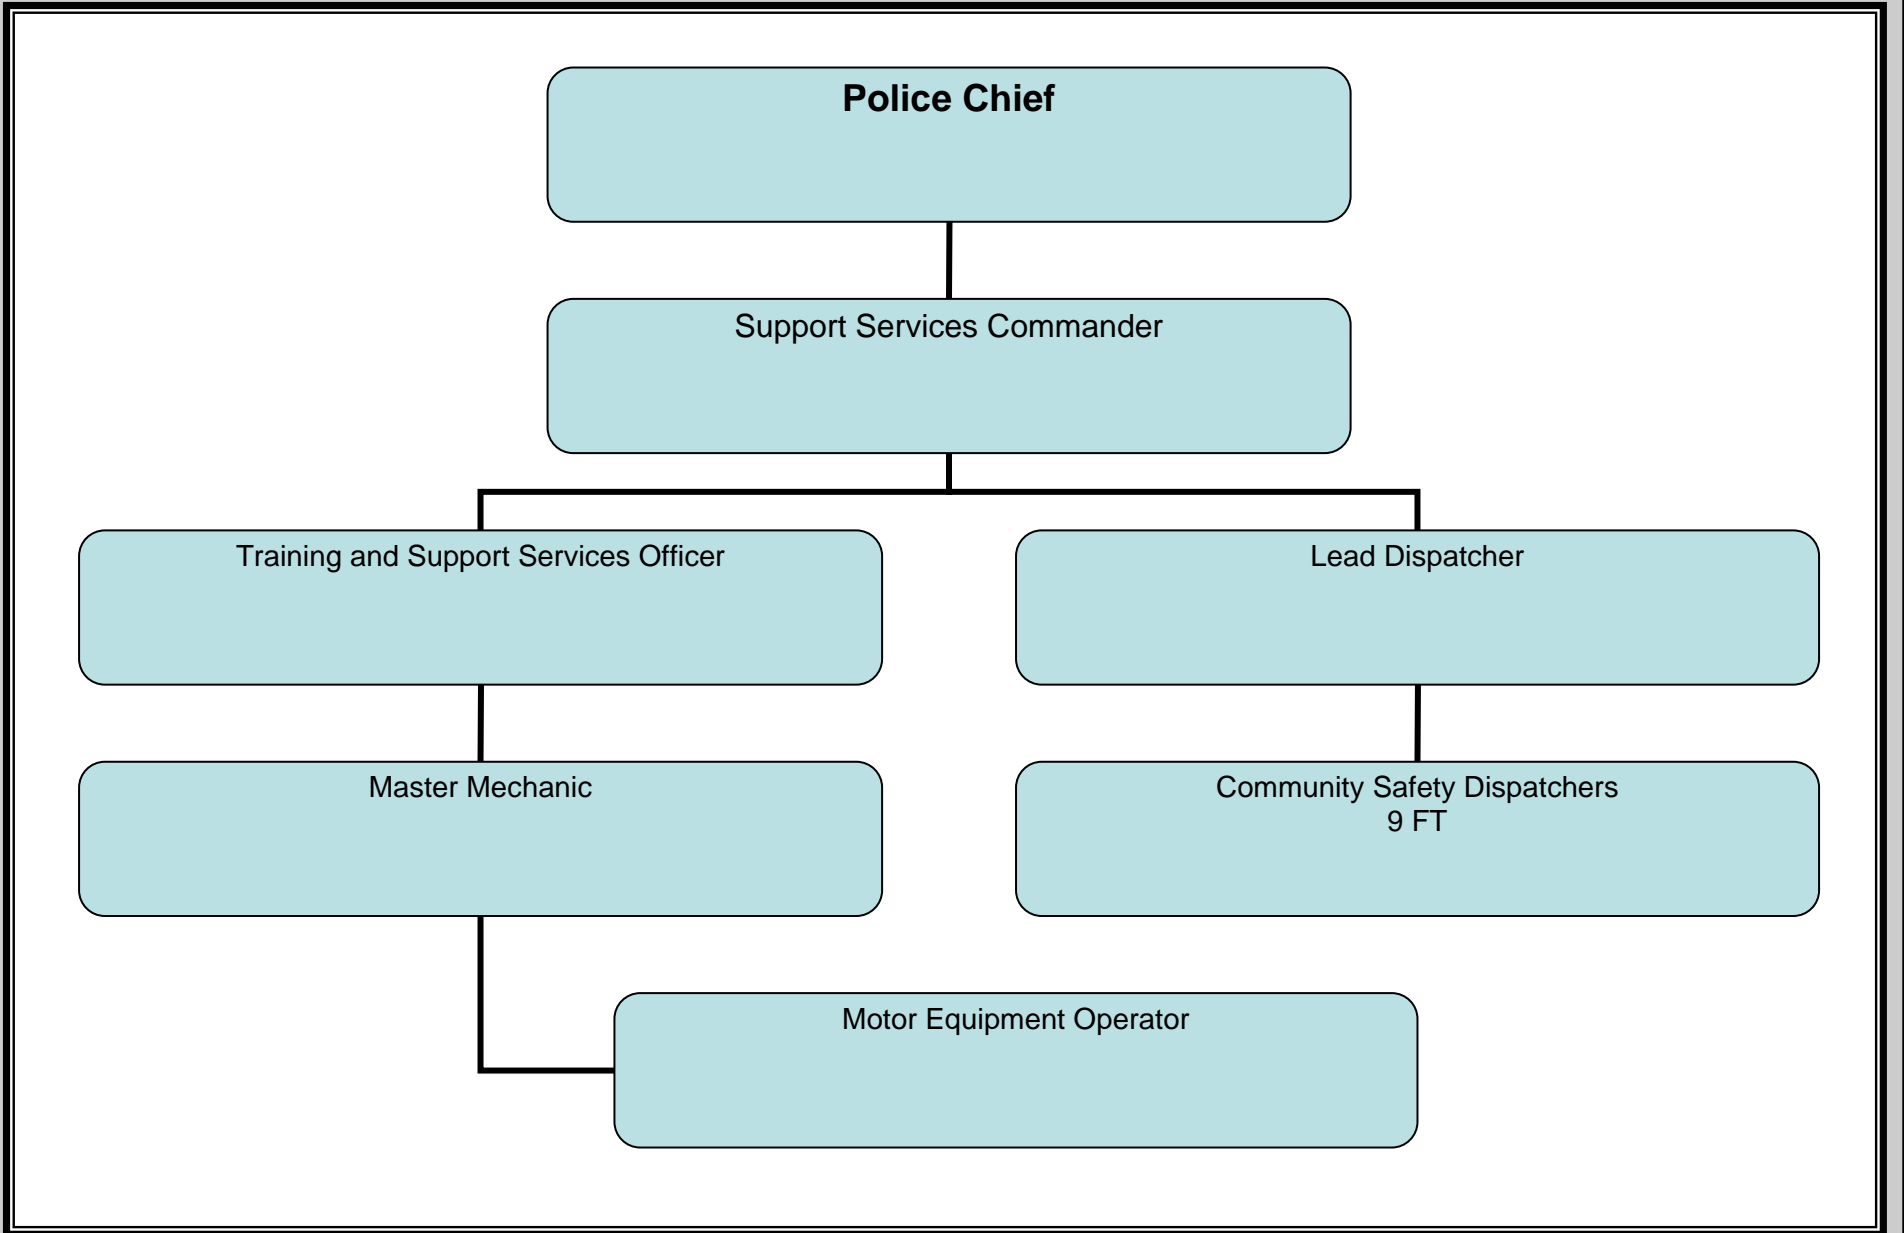 Police Chief
Support Services Commander
Training and Support Services Officer
Lead Dispatcher
Master Mechanic
Community Safety Dispatchers
9 FT
Motor Equipment Operator